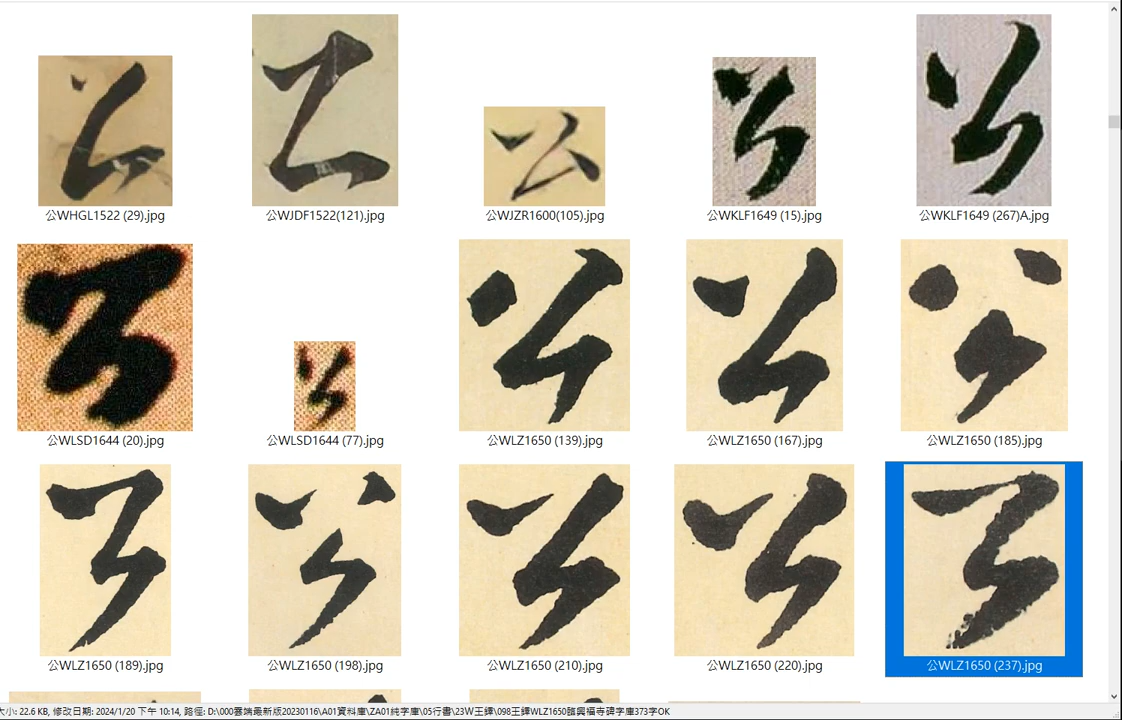 公WHGL1522 (29).jpg
公WJDF1522(121).jpg
公WJZR1600(105).jpg
公WKLF1649 (15).jpg
公WKLF1649 (267)A.jpg
公WLSD1644 (20).jpg
公WLSD1644 (77).jpg
公WLZ1650 (139).jpg
公WLZ1650 (167).jpg
公WLZ1650 (185).jpg
公WLZ1650 (189).jpg
公WLZ1650 (198).jpg
公WLZ1650 (210).jpg
公WLZ1650 (220).jpg
公WLZ1650 (237).jpg
大小: 22.6 KB, 修改日期: 2024/1/20 下午 10:14, 路徑: D:\000書端最新版20230116\A01資料庫\ZA01純字庫\05行書\23W王鐸\098王鐸WLZ1650臨興福寺碑字庫373字OK